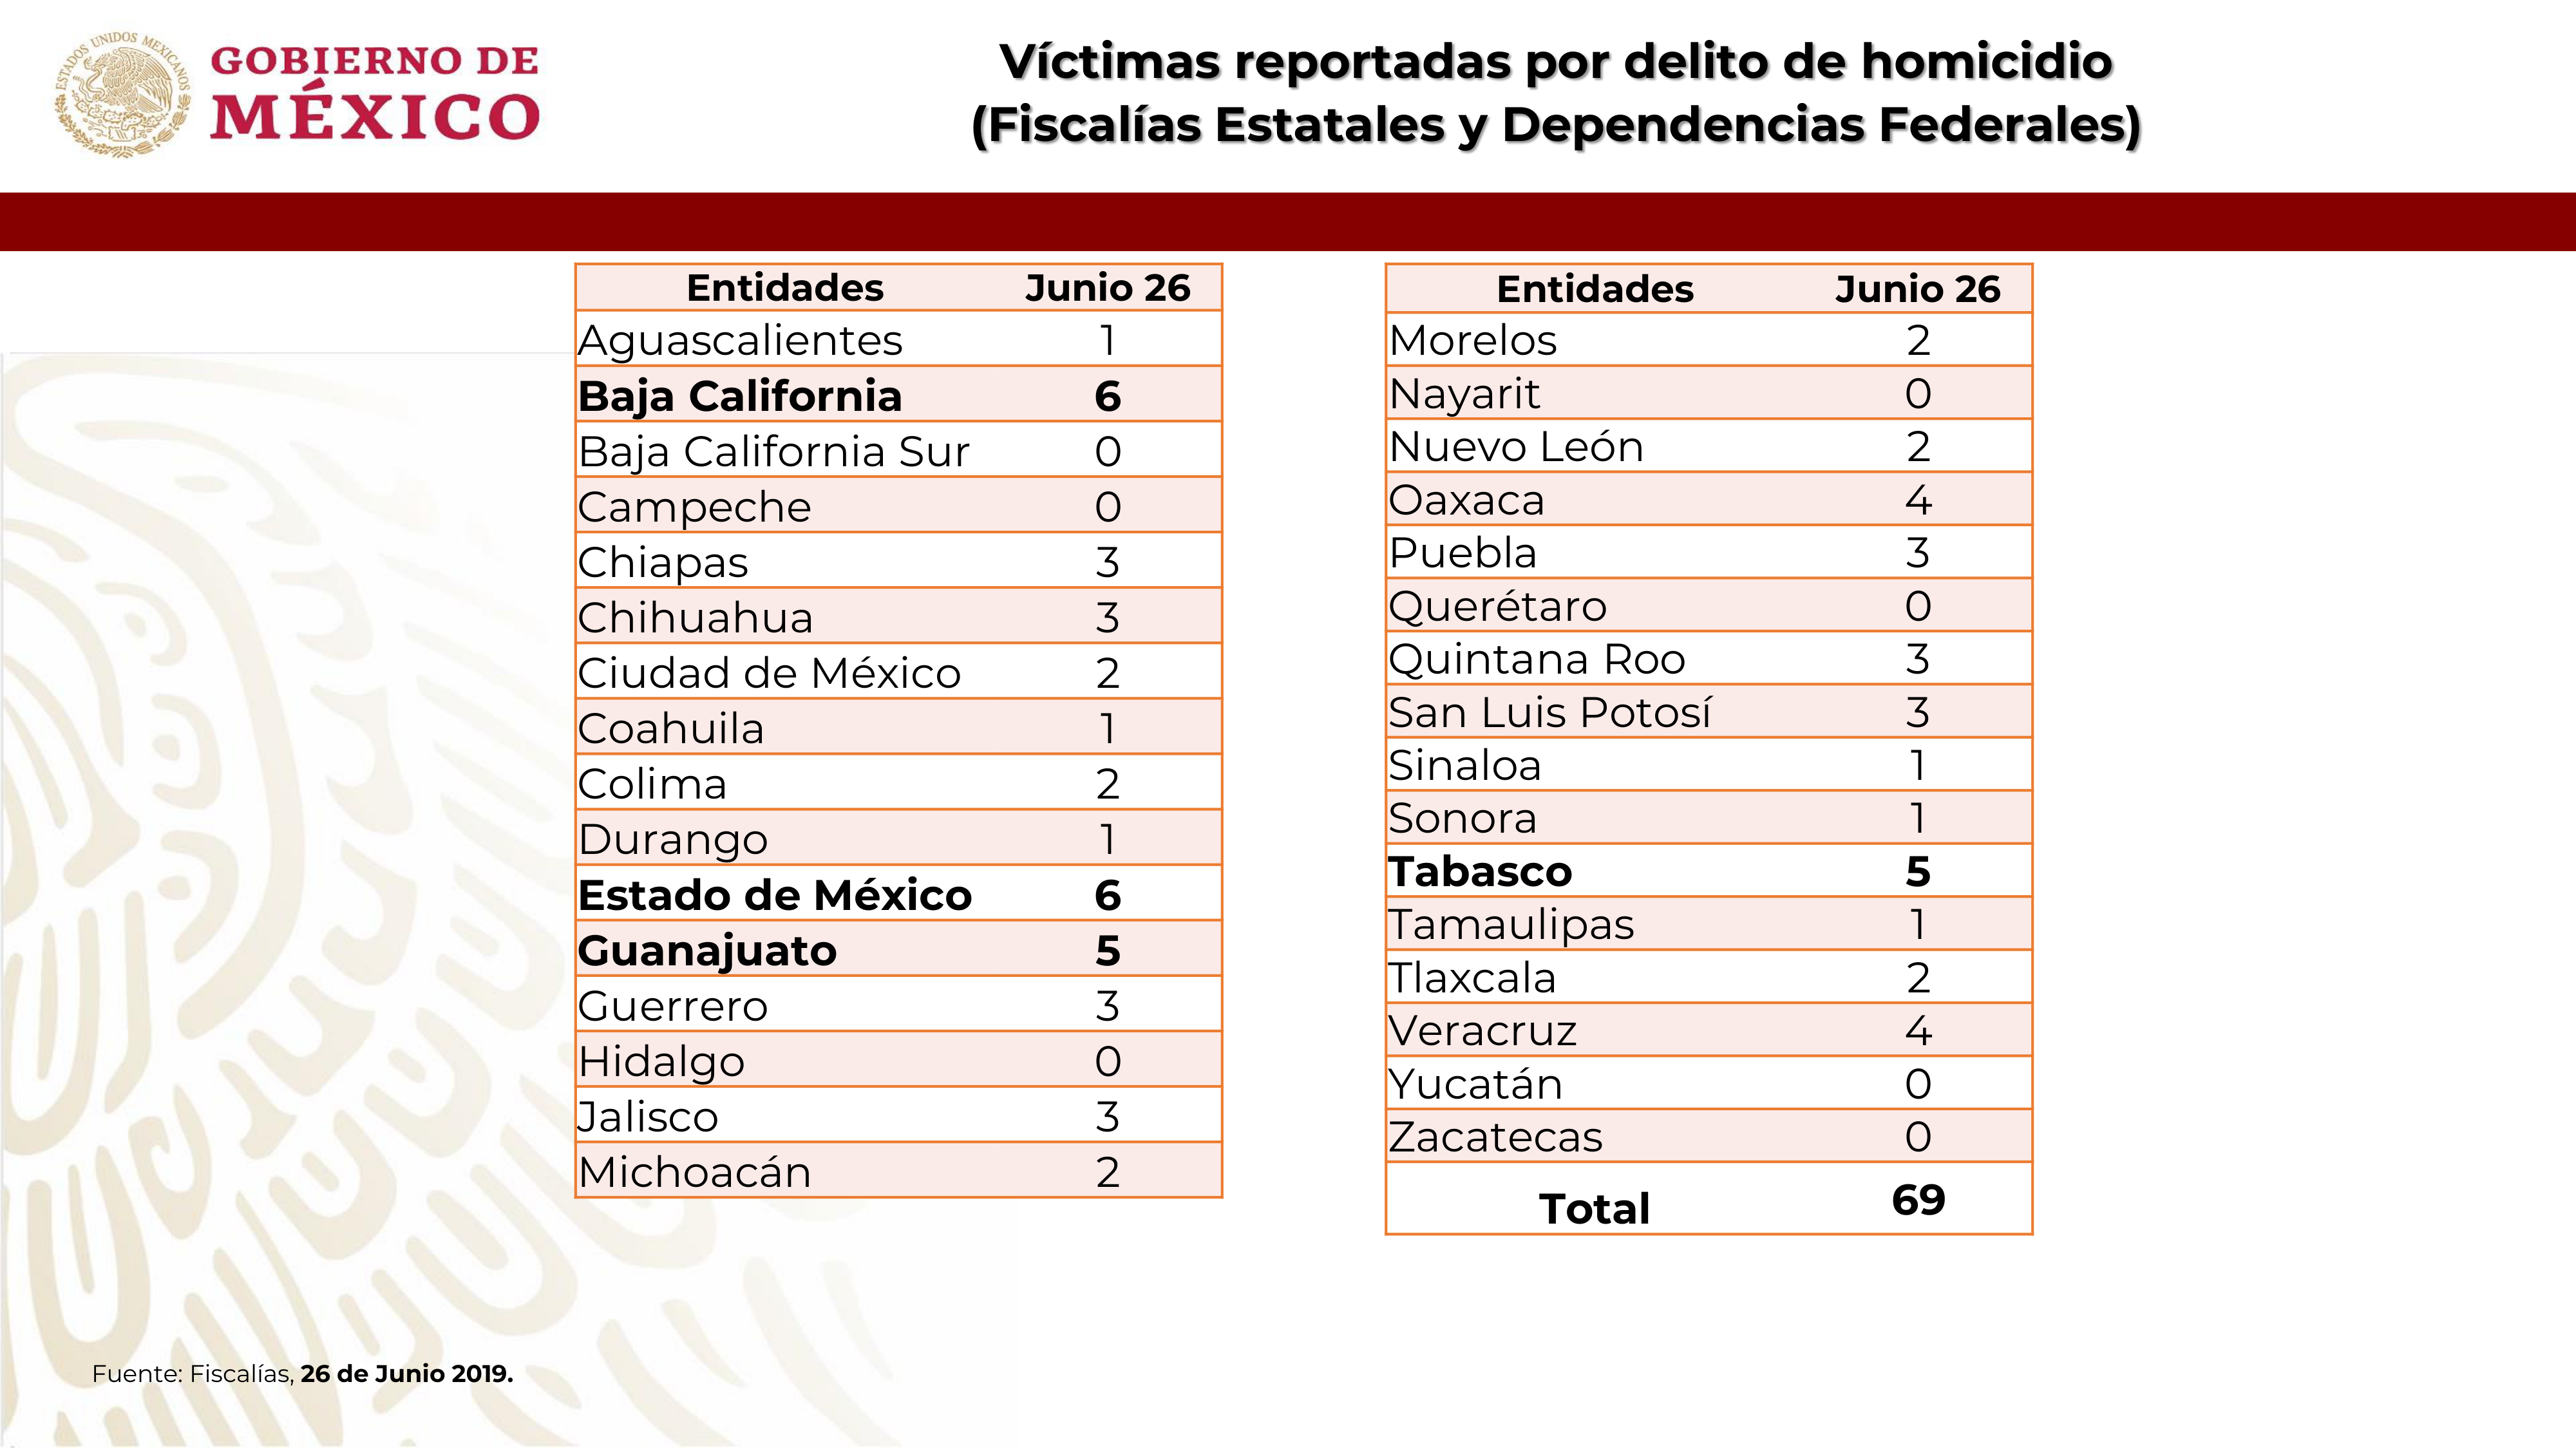 ESTADOS UNIDOS MEXICANOS
GOBIERNO DE
MÉXICO
Víctimas reportadas por delito de homicidio
(Fiscalías Estatales y Dependencias Federales)
Entidades Junio 26
Aguascalientes 1
Baja California 6
Baja California Sur 0
Campeche 0
Chiapas 3
Chihuahua 3
Ciudad de México 2
Coahuila 1
Colima 2
Durango 1
Estado de México 6
Guanajuato 5
Guerrero 3
Hidalgo 0
Jalisco 3
Michoacán 2
Entidades Junio 26
Morelos 2
Nayarit 0
Nuevo León 2
Oaxaca 4
Puebla 3
Querétaro 0
Quintana Roo 3
San Luis Potosí 3
Sinaloa 1
Sonora 1
Tabasco 5
Tamaulipas 1
Tlaxcala 2
Veracruz 4
Yucatán 0
Zacatecas 0
Total 69
Fuente: Fiscalías, 26 de Junio 2019.